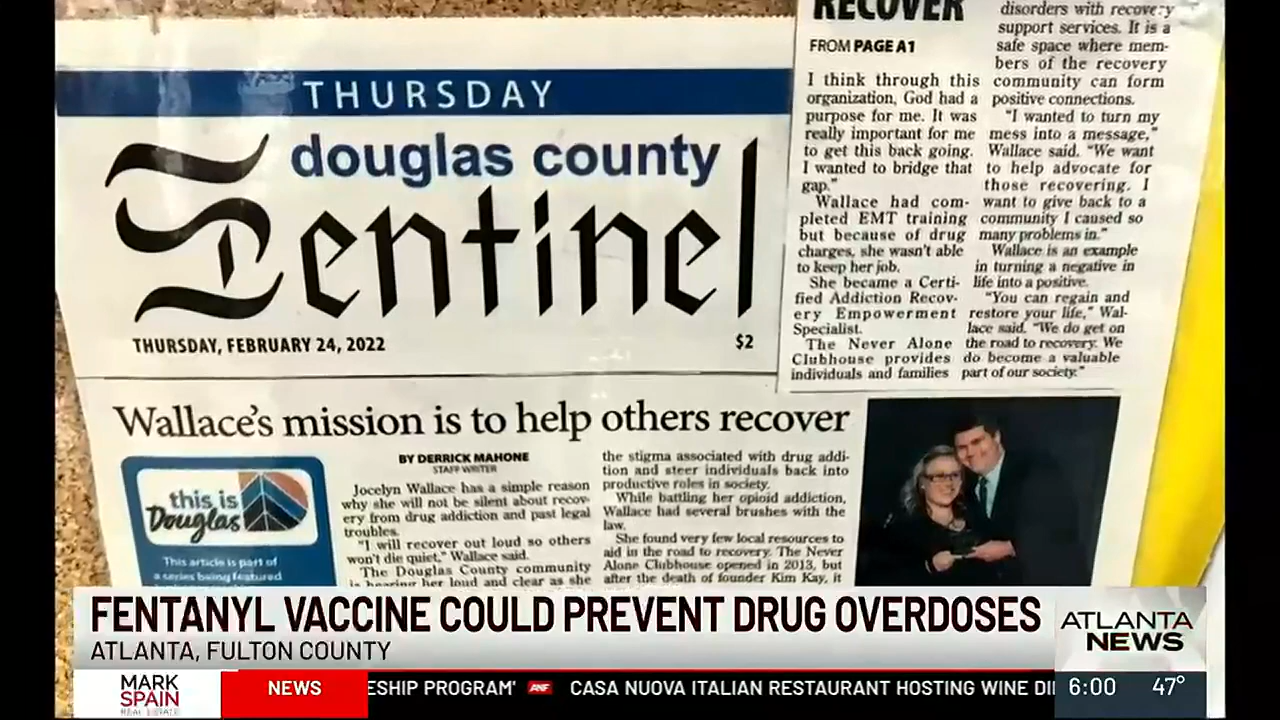 THURSDAY
douglas county
Sentinel
THURSDAY, FEBRUARY 24, 2022
$2
RECOVER
FROM PAGE A1
I think through this
organization, God had a
purpose for me. It was
really important for me
to get this back going.
I wanted to bridge that
gap."
Wallace had com-
pleted EMT training
but because of drug
charges, she wasn't able
to keep her job.
She became a Certi-
fied Addiction Recov-
ery Empowerment
Specialist.
The Never Alone
Clubhouse provides
individuals and families
disorders with recovery
support services. It is a
safe space where mem-
bers of the recovery
community can form
positive connections.
"I wanted to turn my
mess into a message,"
Wallace said. "We want
to help advocate for
those recovering. I
want to give back to a
community I caused so
many problems in."
Wallace is an example
in turning a negative in
life into a positive.
"You can regain and
restore your life," Wal-
lace said. "We do get on
the road to recovery. We
do become a valuable
part of our society."
Wallace's mission is to help others recover
this is
Douglas
This article is part of
a series being featured
BY DERRICK MAHONE
STAFF WRITER
Jocelyn Wallace has a simple reason
why she will not be silent about recov-
ery from drug addiction and past legal
troubles.
"I will recover out loud so others
won't die quiet," Wallace said.
The Douglas County community
is hearing her loud and clear as she
the stigma associated with drug addi-
tion and steer individuals back into
productive roles in society.
While battling her opioid addiction,
Wallace had several brushes with the
law.
She found very few local resources to
aid in the road to recovery. The Never
Alone Clubhouse opened in 2013, but
after the death of founder Kim Kay, it
FENTANYL VACCINE COULD PREVENT DRUG OVERDOSES
ATLANTA, FULTON COUNTY
ATLANTA
NEWS
MARK
SPAIN
REAL ESTATE
NEWS
ESHIP PROGRAM' ANF CASA NUOVA ITALIAN RESTAURANT HOSTING WINE DI
6:00 47°